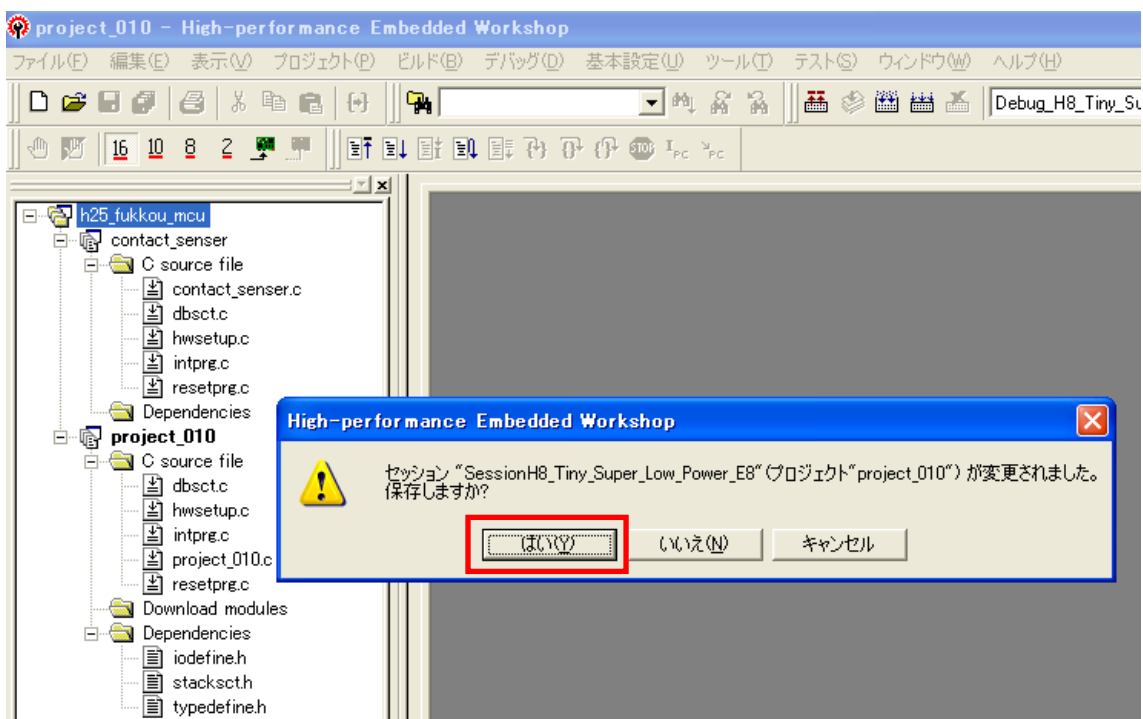 project_010 - High-performance Embedded Workshop
ファイル(F) 編集(E) 表示(V) プロジェクト(P) ビルド(B) デバッグ(D) 基本設定(U) ツール(T) テスト(S) ウィンドウ(W) ヘルプ(H)
Debug_H8_Tiny_Su
16 10 8 2 STOP I PC PC
h25_fukkou_mcu
contact_senser
C source file
contact_senser.c
dbsct.c
hwsetup.c
intprg.c
resetprg.c
Dependencies
project_010
C source file
dbsct.c
hwsetup.c
intprg.c
project_010.c
resetprg.c
Download modules
Dependencies
iodefine.h
stacksct.h
typedefine.h
High-performance Embedded Workshop
セッション "SessionH8_Tiny_Super_Low_Power_E8"(プロジェクト"project_010") が変更されました。
保存しますか?
はい(Y) いいえ(N) キャンセル